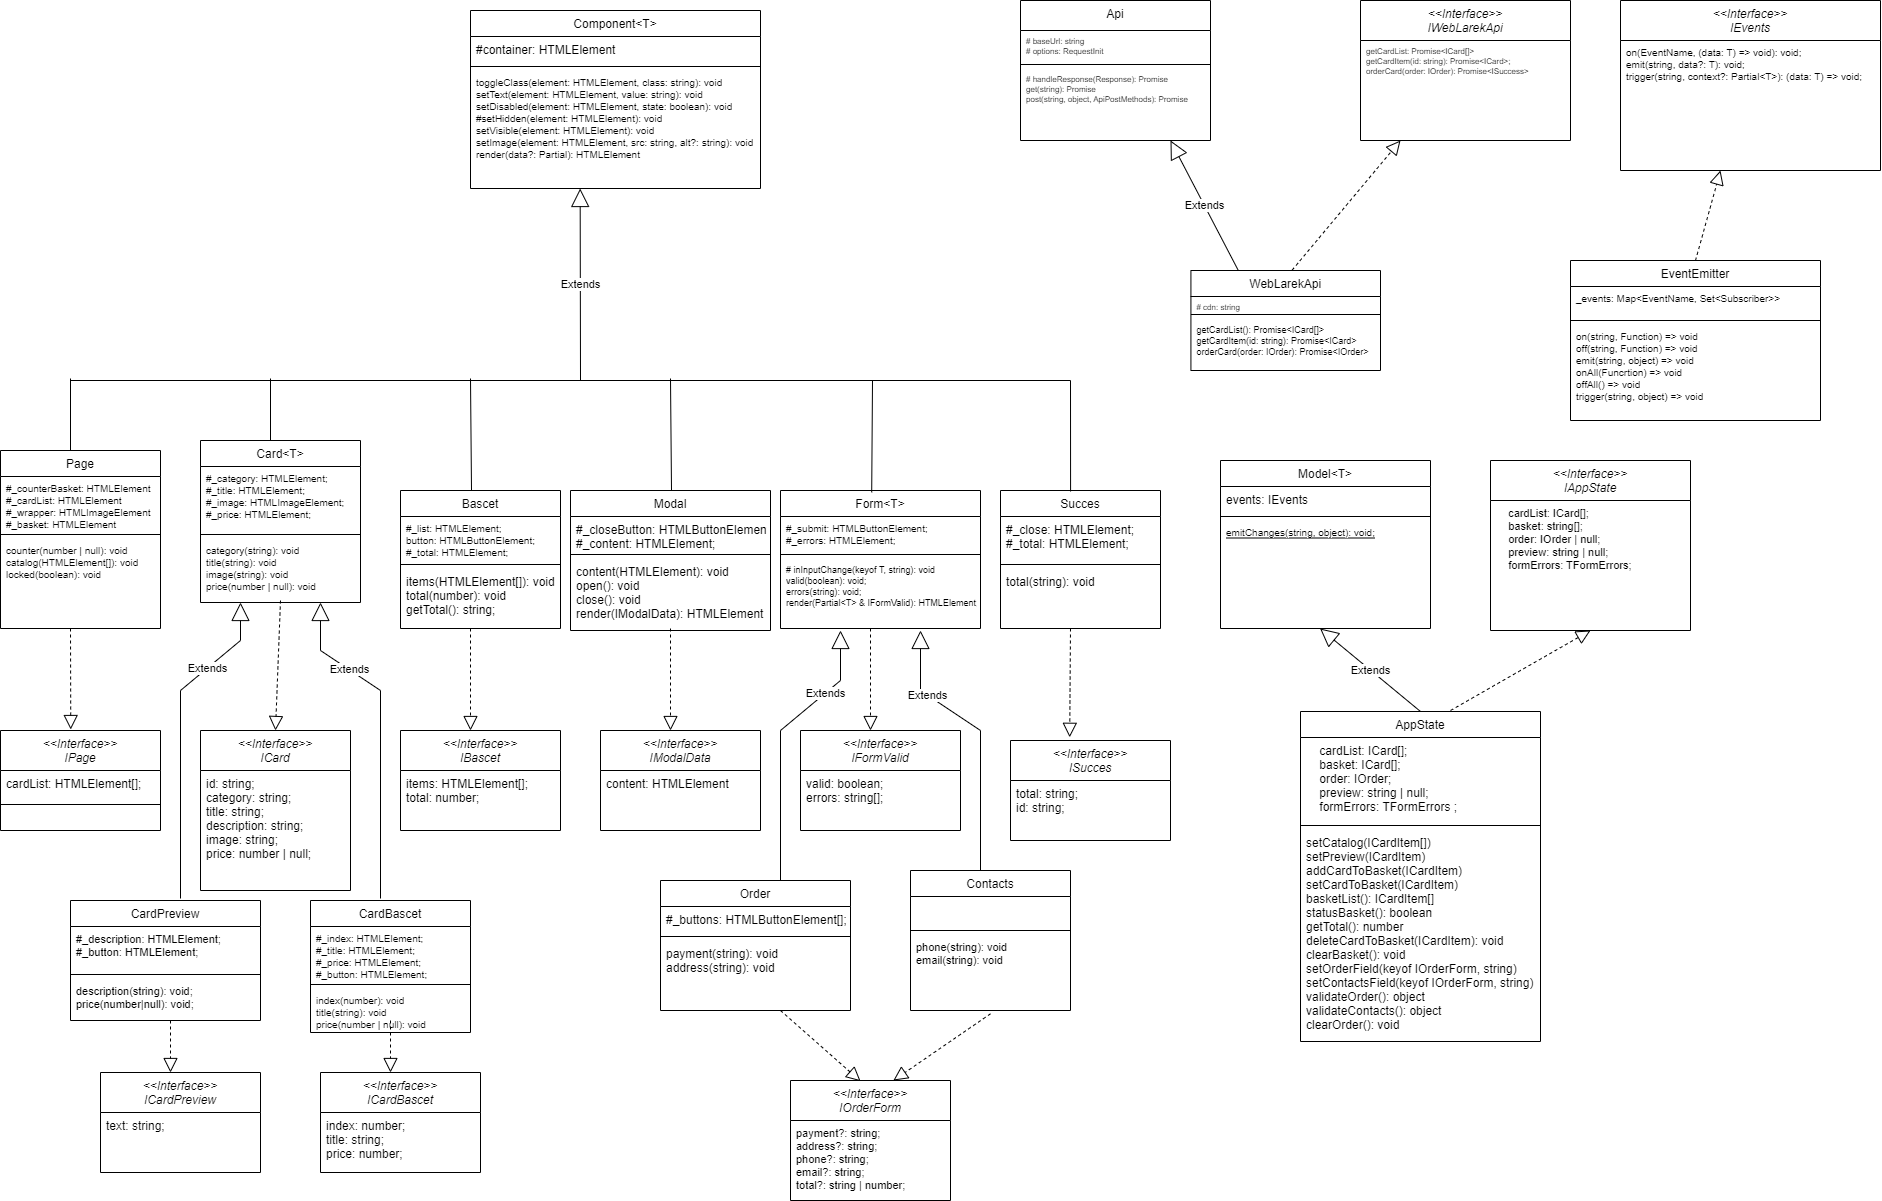 Component<T>
#container: HTMLElement
toggleClass(element: HTMLElement, class: string): void
setText(element: HTMLElement, value: string): void
setDisabled(element: HTMLElement, state: boolean): void
#setHidden(element: HTMLElement): void
setVisible(element: HTMLElement): void
setImage(element: HTMLElement, src: string, alt?: string): void
render(data?: Partial): HTMLElement
Api
# baseUrl: string
# options: RequestInit
# handleResponse(Response): Promise
get(string): Promise
post(string, object, ApiPostMethods): Promise
<<Interface>>
IWebLarekApi
getCardList: Promise<ICard[]>
getCardItem(id: string): Promise<ICard>;
orderCard(order: IOrder): Promise<ISuccess>
<<Interface>>
IEvents
on(EventName, (data: T) => void): void;
emit(string, data?: T): void;
trigger(string, context?: Partial<T>): (data: T) => void;
Extends
Extends
WebLarekApi
# cdn: string
getCardList(): Promise<ICard[]>
getCardItem(id: string): Promise<ICard>
orderCard(order: IOrder): Promise<IOrder>
EventEmitter
_events: Map<EventName, Set<Subscriber>>
on(string, Function) => void
off(string, Function) => void
emit(string, object) => void
onAll(Funcrtion) => void
offAll() => void
trigger(string, object) => void
Page
#_counterBasket: HTMLElement
#_cardList: HTMLElement
#_wrapper: HTMLImageElement
#_basket: HTMLElement
counter(number | null): void
catalog(HTMLElement[]): void
locked(boolean): void
Card<T>
#_category: HTMLElement;
#_title: HTMLElement;
#_image: HTMLImageElement;
#_price: HTMLElement;
category(string): void
title(string): void
image(string): void
price(number | null): void
Bascet
#_list: HTMLElement;
button: HTMLButtonElement;
#_total: HTMLElement;
items(HTMLElement[]): void
total(number): void
getTotal(): string;
Modal
#_closeButton: HTMLButtonElemen
#_content: HTMLElement;
content(HTMLElement): void
open(): void
close(): void
render(IModalData): HTMLElement
Form<T>
#_submit: HTMLButtonElement;
#_errors: HTMLElement;
# inInputChange(keyof T, string): void
valid(boolean): void;
errors(string): void;
render(Partial<T> & IFormValid): HTMLElement
Succes
#_close: HTMLElement;
#_total: HTMLElement;
total(string): void
Model<T>
events: IEvents
emitChanges(string, object): void;
<<Interface>>
IAppState
cardList: ICard[];
basket: string[];
order: IOrder | null;
preview: string | null;
formErrors: TFormErrors;
Extends
Extends
Extends
Extends
Extends
<<Interface>>
IPage
cardList: HTMLElement[];
<<Interface>>
ICard
id: string;
category: string;
title: string;
description: string;
image: string;
price: number | null;
<<Interface>>
IBascet
items: HTMLElement[];
total: number;
<<Interface>>
IModalData
content: HTMLElement
<<Interface>>
IFormValid
valid: boolean;
errors: string[];
<<Interface>>
ISucces
total: string;
id: string;
AppState
cardList: ICard[];
basket: ICard[];
order: IOrder;
preview: string | null;
formErrors: TFormErrors ;
setCatalog(ICardItem[])
setPreview(ICardItem)
addCardToBasket(ICardItem)
setCardToBasket(ICardItem)
basketList(): ICardItem[]
statusBasket(): boolean
getTotal(): number
deleteCardToBasket(ICardItem): void
clearBasket(): void
setOrderField(keyof IOrderForm, string)
setContactsField(keyof IOrderForm, string)
validateOrder(): object
validateContacts(): object
clearOrder(): void
CardPreview
#_description: HTMLElement;
#_button: HTMLElement;
description(string): void;
price(number|null): void;
CardBascet
#_index: HTMLElement;
#_title: HTMLElement;
#_price: HTMLElement;
#_button: HTMLElement;
index(number): void
title(string): void
price(number | null): void
Order
#_buttons: HTMLButtonElement[];
payment(string): void
address(string): void
Contacts
phone(string): void
email(string): void
<<Interface>>
ICardPreview
text: string;
<<Interface>>
ICardBascet
index: number;
title: string;
price: number;
<<Interface>>
IOrderForm
payment?: string;
address?: string;
phone?: string;
email?: string;
total?: string | number;